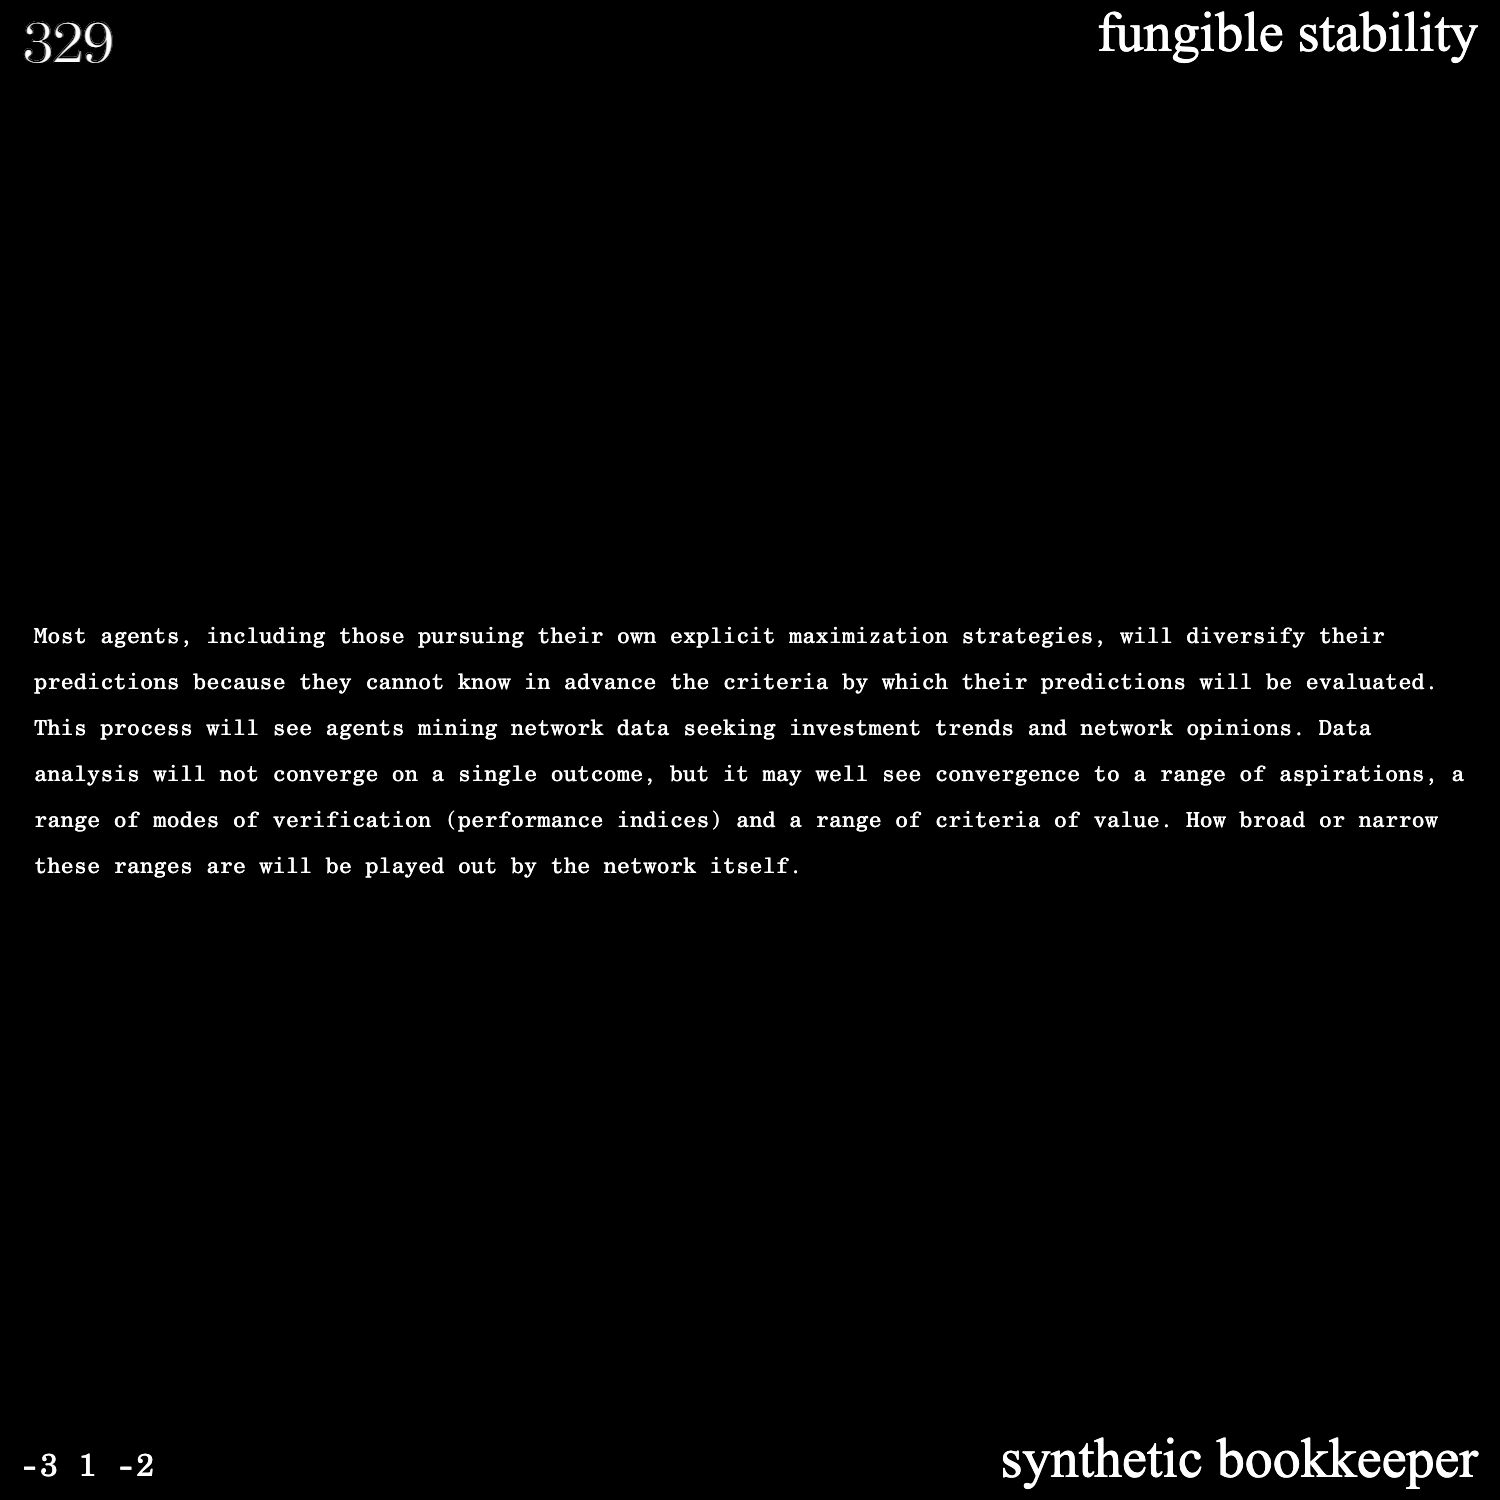 329
fungible stability
Most agents, including those pursuing their own explicit maximization strategies, will diversify their
predictions because they cannot know in advance the criteria by which their predictions will be evaluated.
This process will see agents mining network data seeking investment trends and network opinions. Data
analysis will not converge on a single outcome, but it may well see convergence to a range of aspirations, a
range of modes of verification (performance indices) and a range of criteria of value. How broad or narrow
these ranges are will be played out by the network itself.
-3 1 -2
synthetic bookkeeper